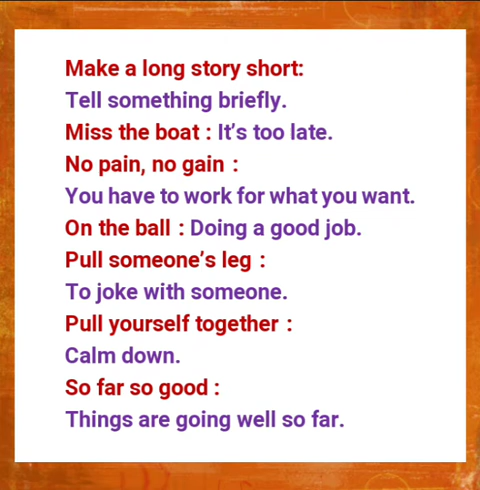 Make a long story short:
Tell something briefly.
Miss the boat : It’s too late.
No pain, no gain :
You have to work for what you want.
On the ball : Doing a good job.
Pull someone’s leg :
To joke with someone.
Pull yourself together :
Calm down.
So far so good :
Things are going well so far.